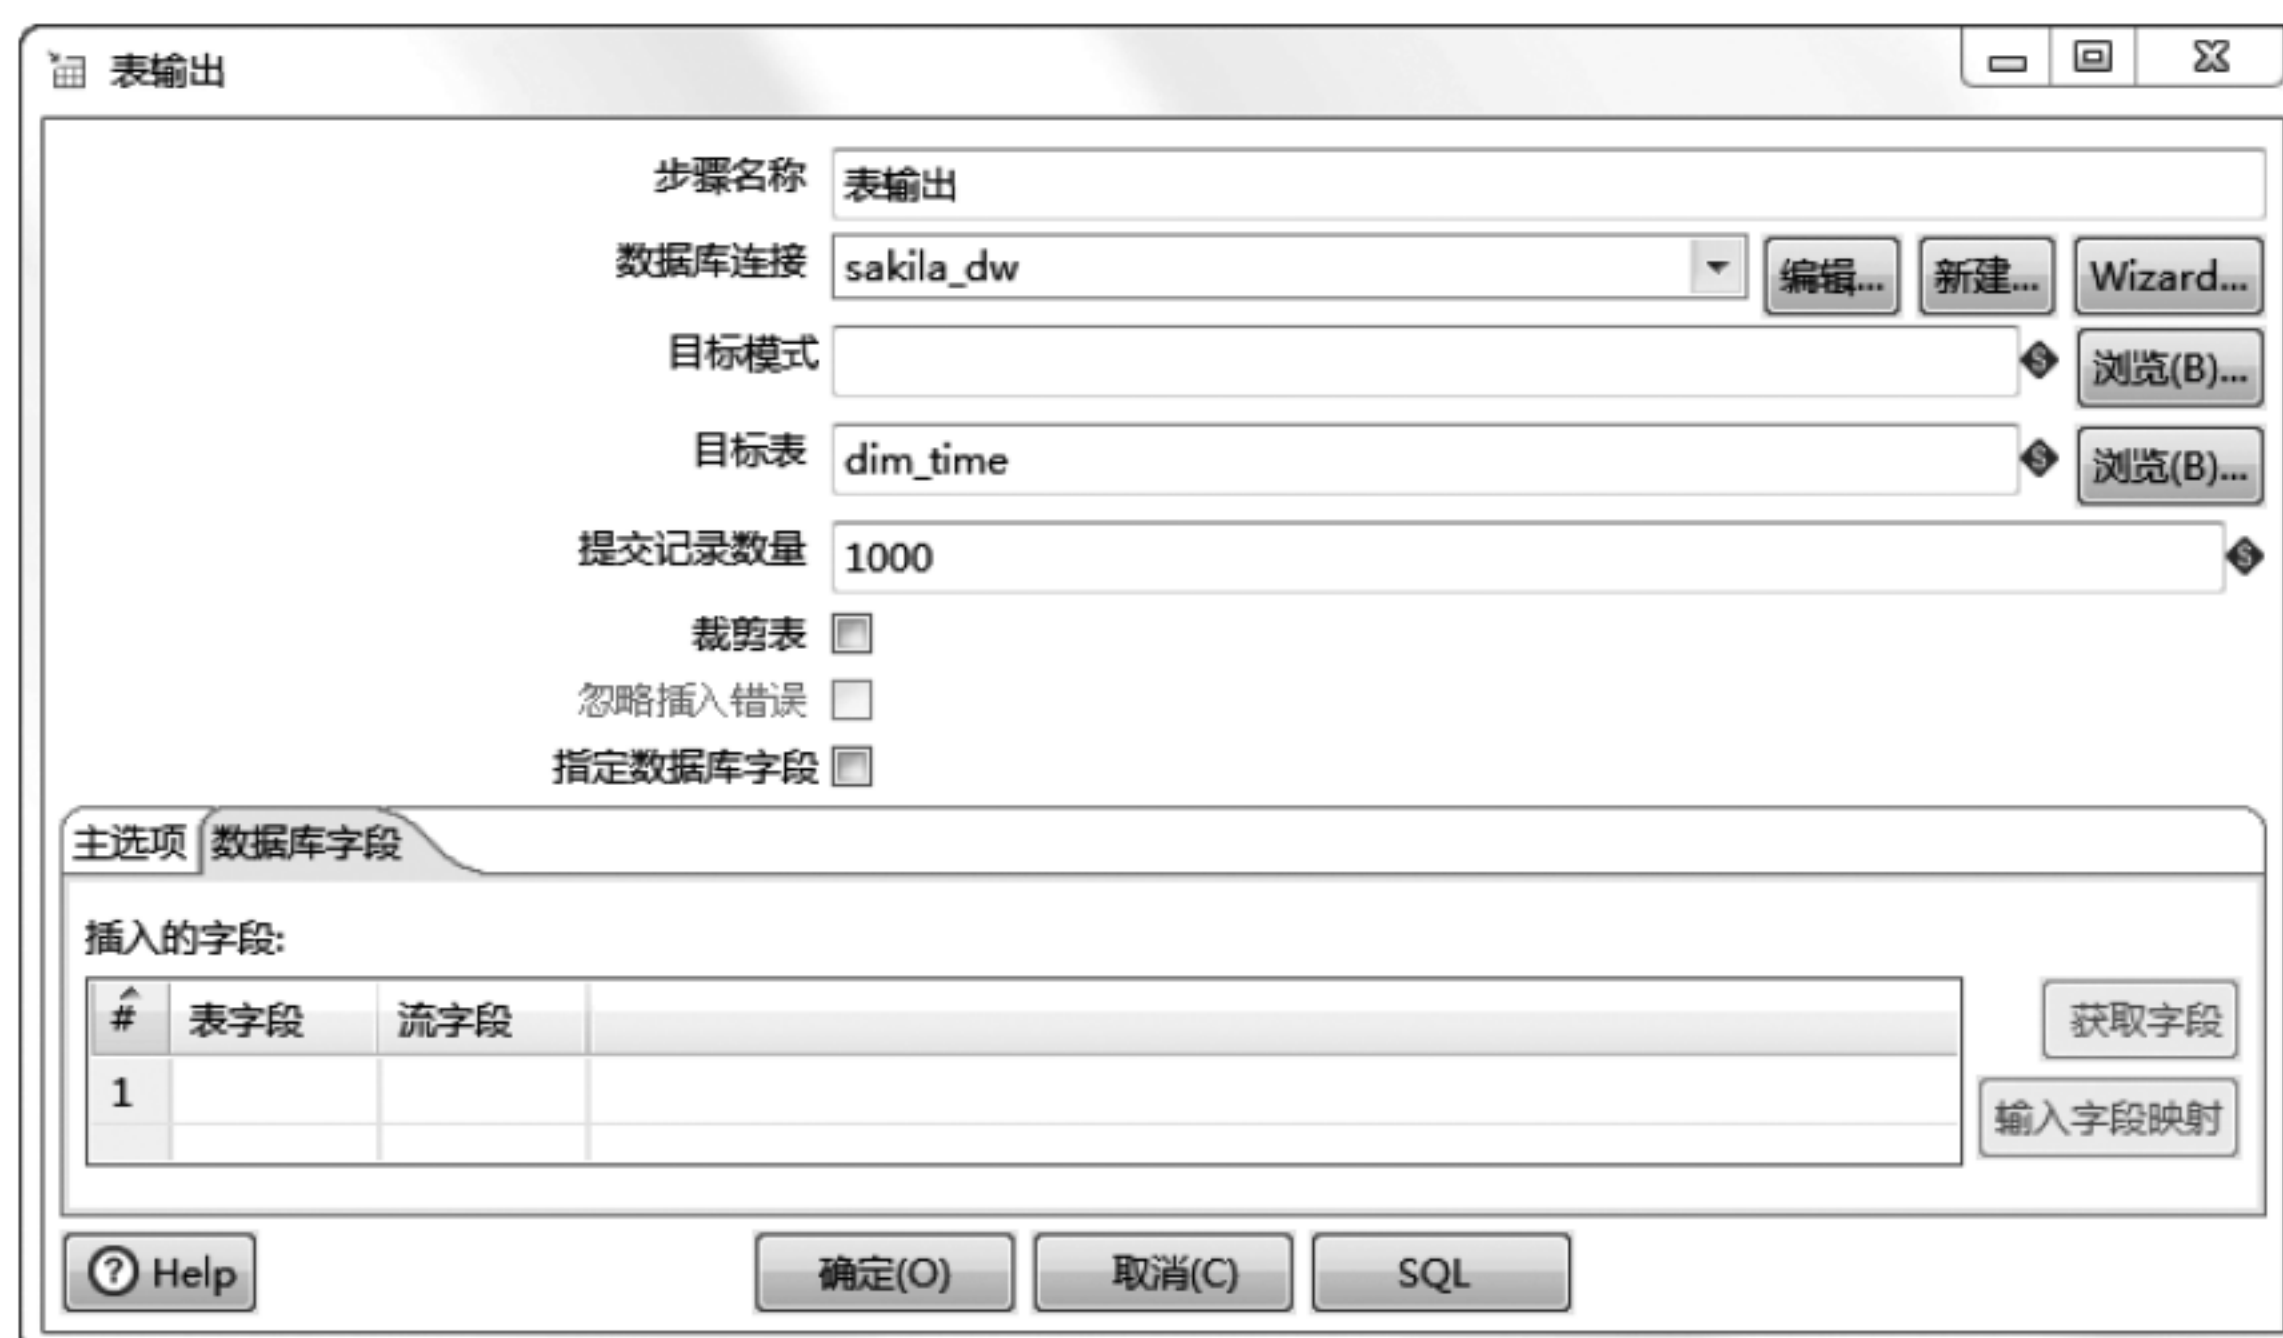 表输出
步骤名称 表输出
数据库连接 sakila_dw 编辑... 新建... Wizard...
目标模式 浏览(B)...
目标表 dim_time 浏览(B)...
提交记录数量 1000
裁剪表
忽略插入错误
指定数据库字段
主选项 数据库字段
插入的字段:
# 表字段 流字段 获取字段
1
输入字段映射
Help 确定(O) 取消(C) SQL